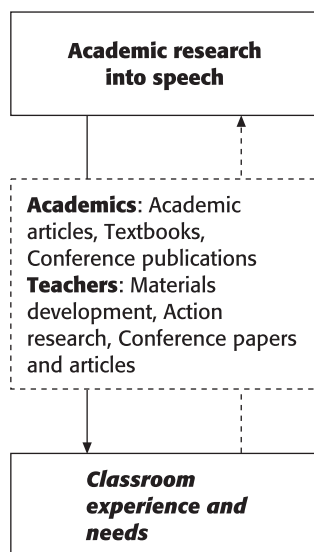 Academic research
into speech
Academics: Academic
articles, Textbooks,
Conference publications
Teachers: Materials
development, Action
research, Conference papers
and articles
Classroom
experience and
needs